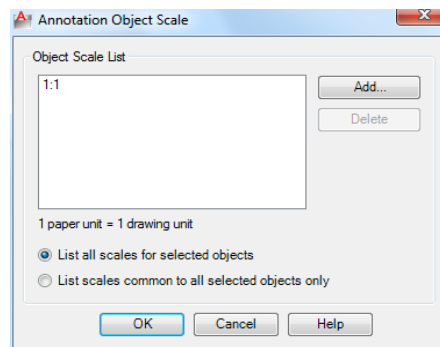 Annotation Object Scale
Object Scale List
1:1
Add...
Delete
1 paper unit = 1 drawing unit
List all scales for selected objects
List scales common to all selected objects only
OK
Cancel
Help